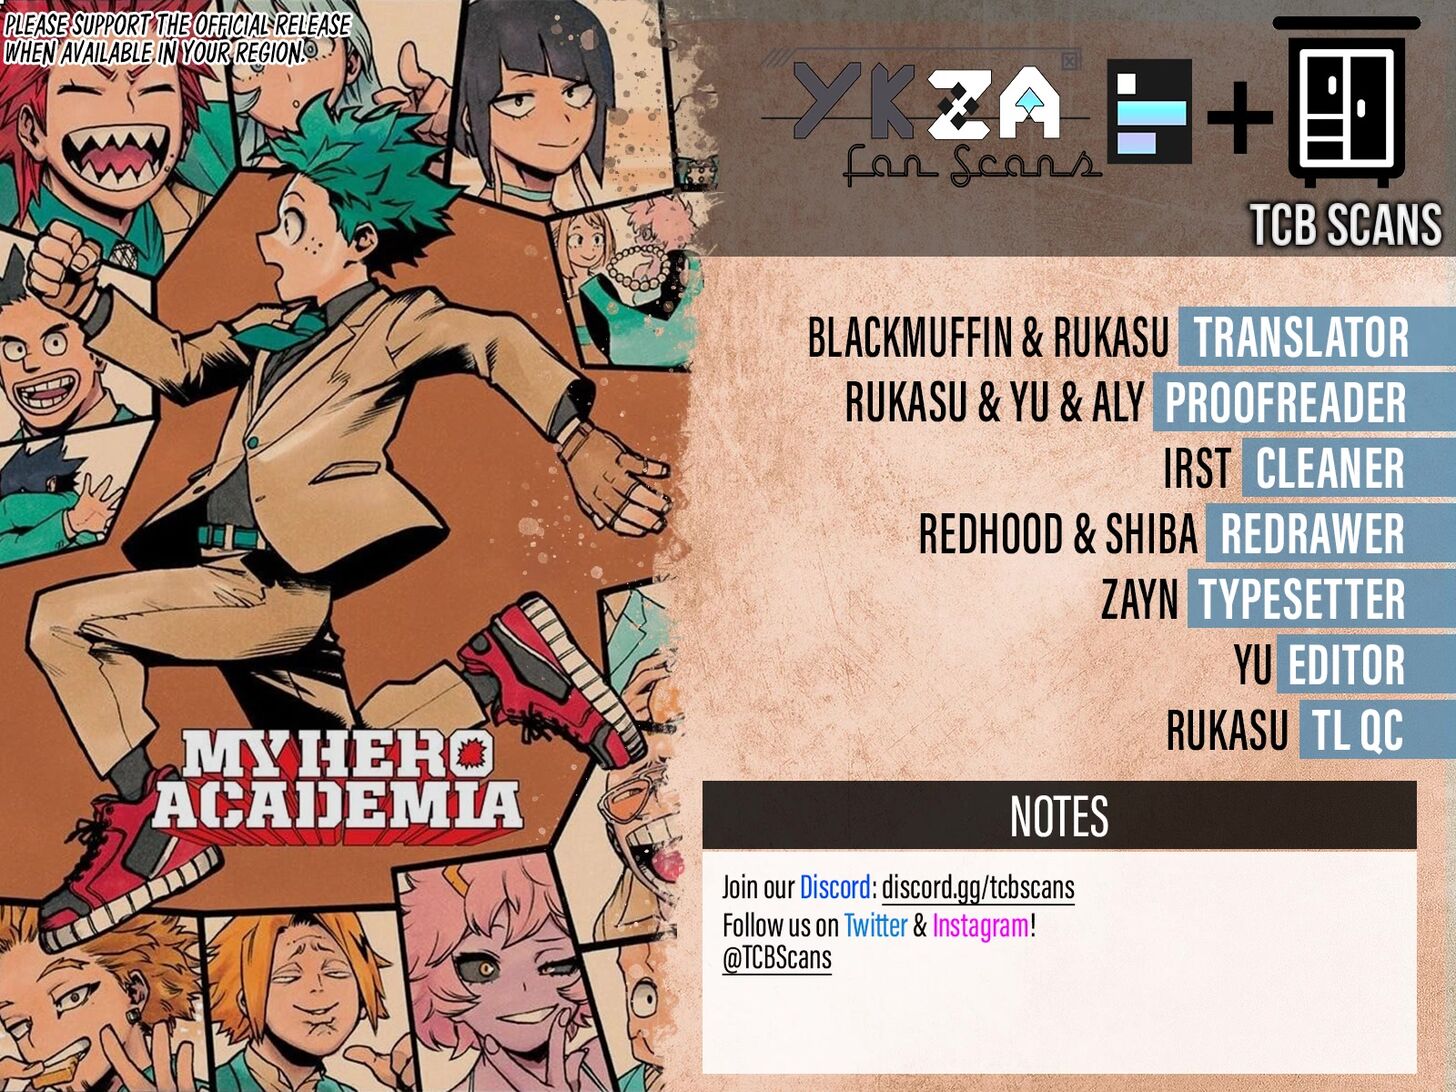 PLEASE SUPPORT THE OFFICIAL RELEASE
WHEN AVAILABLE IN YOUR REGION.
YKZA
fan Scans
+
TCB SCANS
BLACKMUFFIN & RUKASU TRANSLATOR
RUKASU & YU & ALY PROOFREADER
IRST CLEANER
REDHOOD & SHIBA REDRAWER
ZAYN TYPESETTER
YU EDITOR
RUKASU TL QC
MY HERO
ACADEMIA
NOTES
Join our Discord: discord.gg/tcbscans
Follow us on Twitter & Instagram!
@TCBScans